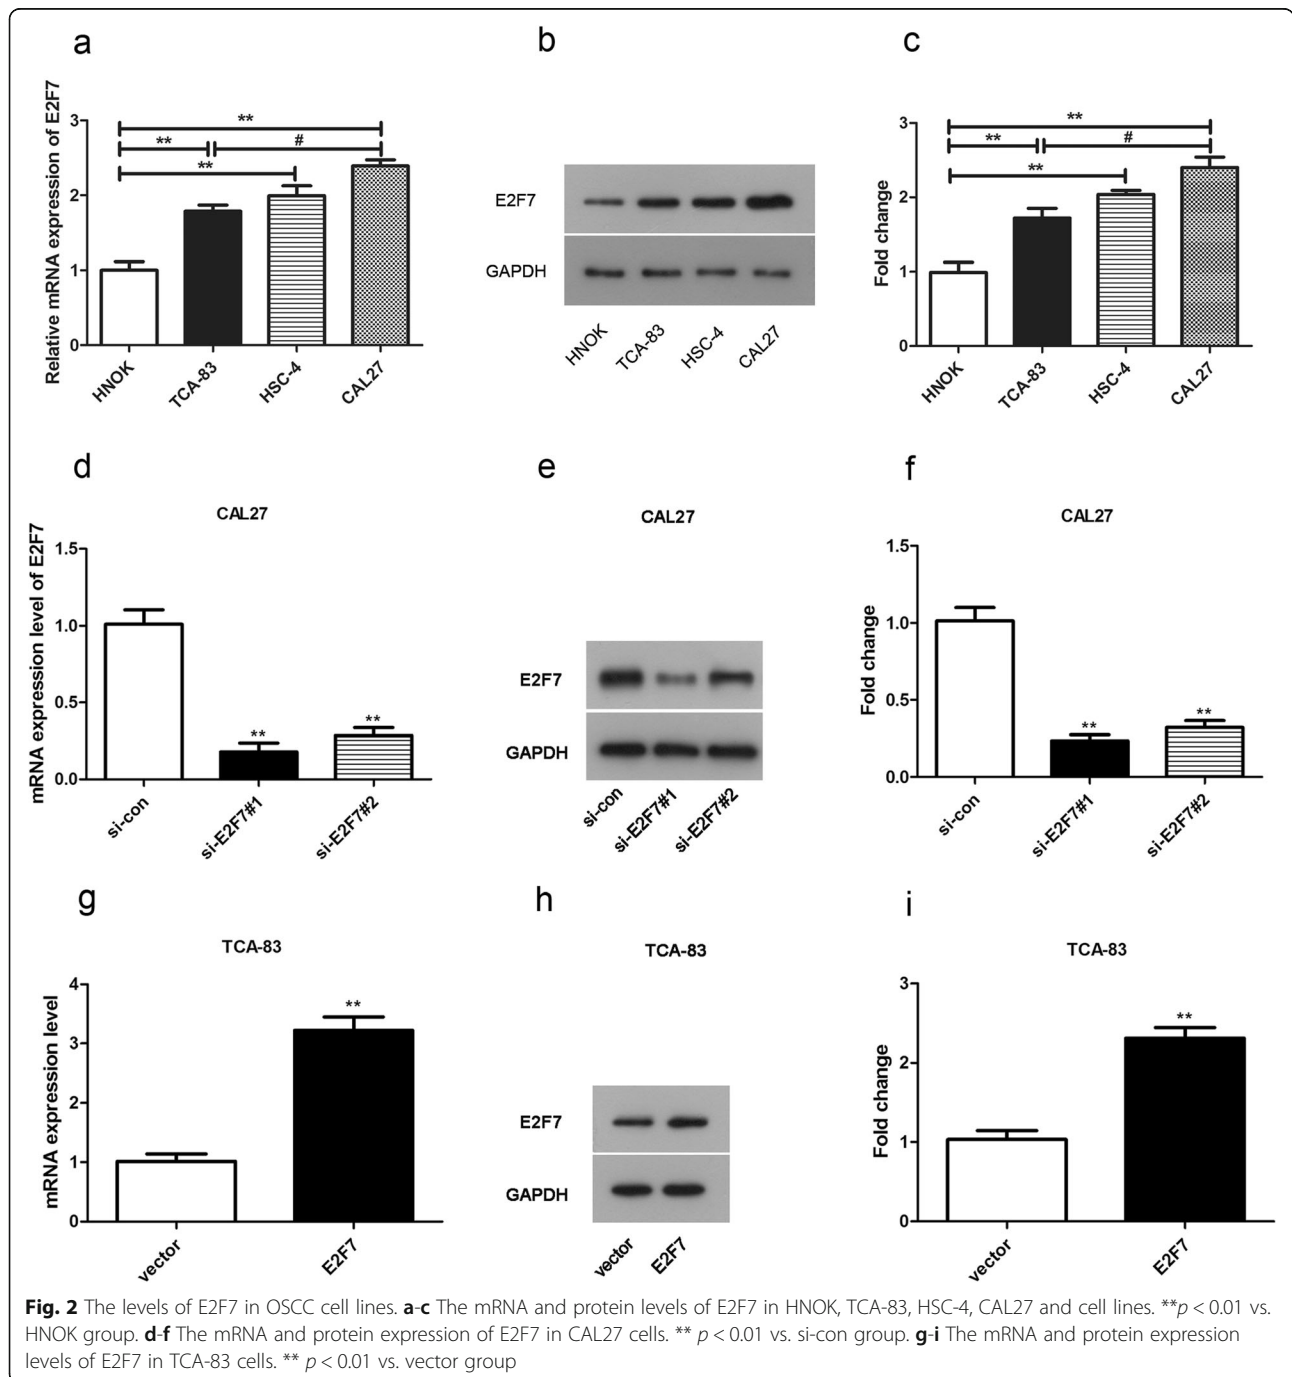 a
Relative mRNA expression of E2F7
3
2
1
0
**
**
#
**
HNOK
TCA-83
HSC-4
CAL27
b
E2F7
GAPDH
HNOK
TCA-83
HSC-4
CAL27
c
Fold change
3
2
1
0
**
**
#
**
HNOK
TCA-83
HSC-4
CAL27
d
CAL27
mRNA expression level of E2F7
1.5
1.0
0.5
0.0
**
**
si-con
si-E2F7#1
si-E2F7#2
e
CAL27
E2F7
GAPDH
si-con
si-E2F7#1
si-E2F7#2
f
CAL27
Fold change
1.5
1.0
0.5
0.0
**
**
si-con
si-E2F7#1
si-E2F7#2
g
TCA-83
mRNA expression level
4
3
2
1
0
**
vector
E2F7
h
TCA-83
E2F7
GAPDH
vector
E2F7
i
TCA-83
Fold change
3
2
1
0
**
vector
E2F7
Fig. 2 The levels of E2F7 in OSCC cell lines. a-c The mRNA and protein levels of E2F7 in HNOK, TCA-83, HSC-4, CAL27 and cell lines. **p < 0.01 vs.
HNOK group. d-f The mRNA and protein expression of E2F7 in CAL27 cells. ** p < 0.01 vs. si-con group. g-i The mRNA and protein expression
levels of E2F7 in TCA-83 cells. ** p < 0.01 vs. vector group